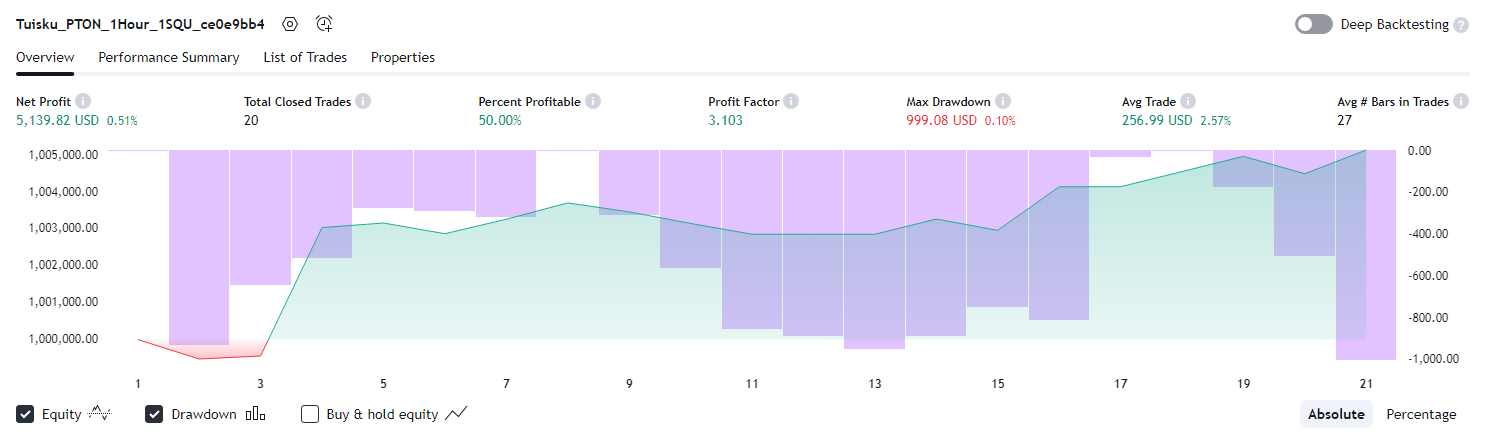 Tuisku_PTON_1Hour_1SQU_ce0e9bb4 Deep Backtesting ?
Overview Performance Summary List of Trades Properties
Net Profit i Total Closed Trades i Percent Profitable i Profit Factor i Max Drawdown i Avg Trade i Avg # Bars in Trades i
5,139.82 USD 0.51% 20 50.00% 3.103 999.08 USD 0.10% 256.99 USD 2.57% 27
1,005,000.00 0.00
1,004,000.00 -200.00
1,003,000.00 -400.00
1,002,000.00 -600.00
1,001,000.00 -800.00
1,000,000.00 -1,000.00
1 3 5 7 9 11 13 15 17 19 21
Equity Drawdown Buy & hold equity Absolute Percentage